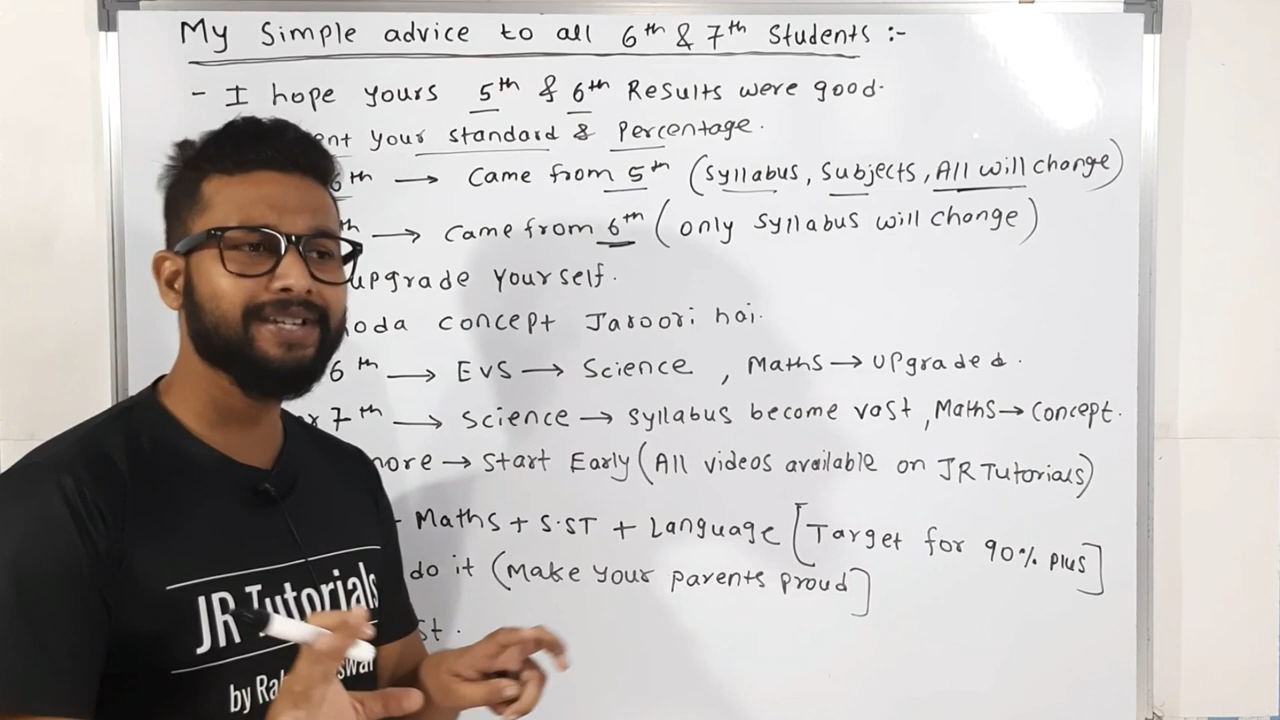 My Simple advice to all 6th & 7th Students :-
- I hope yours 5th & 6th Results were good.
your standard & Percentage.
6th → Came from 5th (Syllabus, Subjects, All will change)
→ Came from 6th (only Syllabus will change)
upgrade Yourself.
concept Jaroori hai.
6th → EVS → Science , Maths → upgraded.
7th → Science → syllabus become vast, Maths → Concept.
more → Start Early (All videos available on JR Tutorials)
Maths + S.ST + Language [Target for 90% plus]
do it (Make your parents proud]
JR Tutorials
by